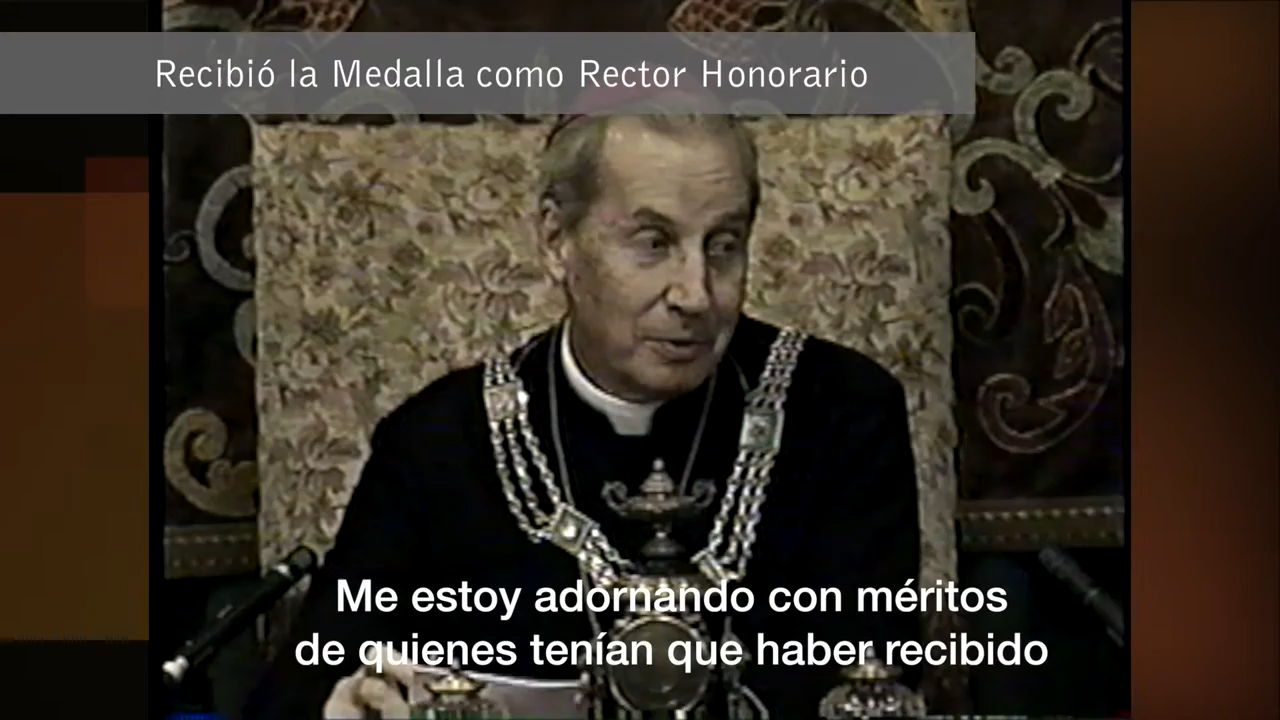 Recibió la Medalla como Rector Honorario
Me estoy adornando con méritos
de quienes tenían que haber recibido